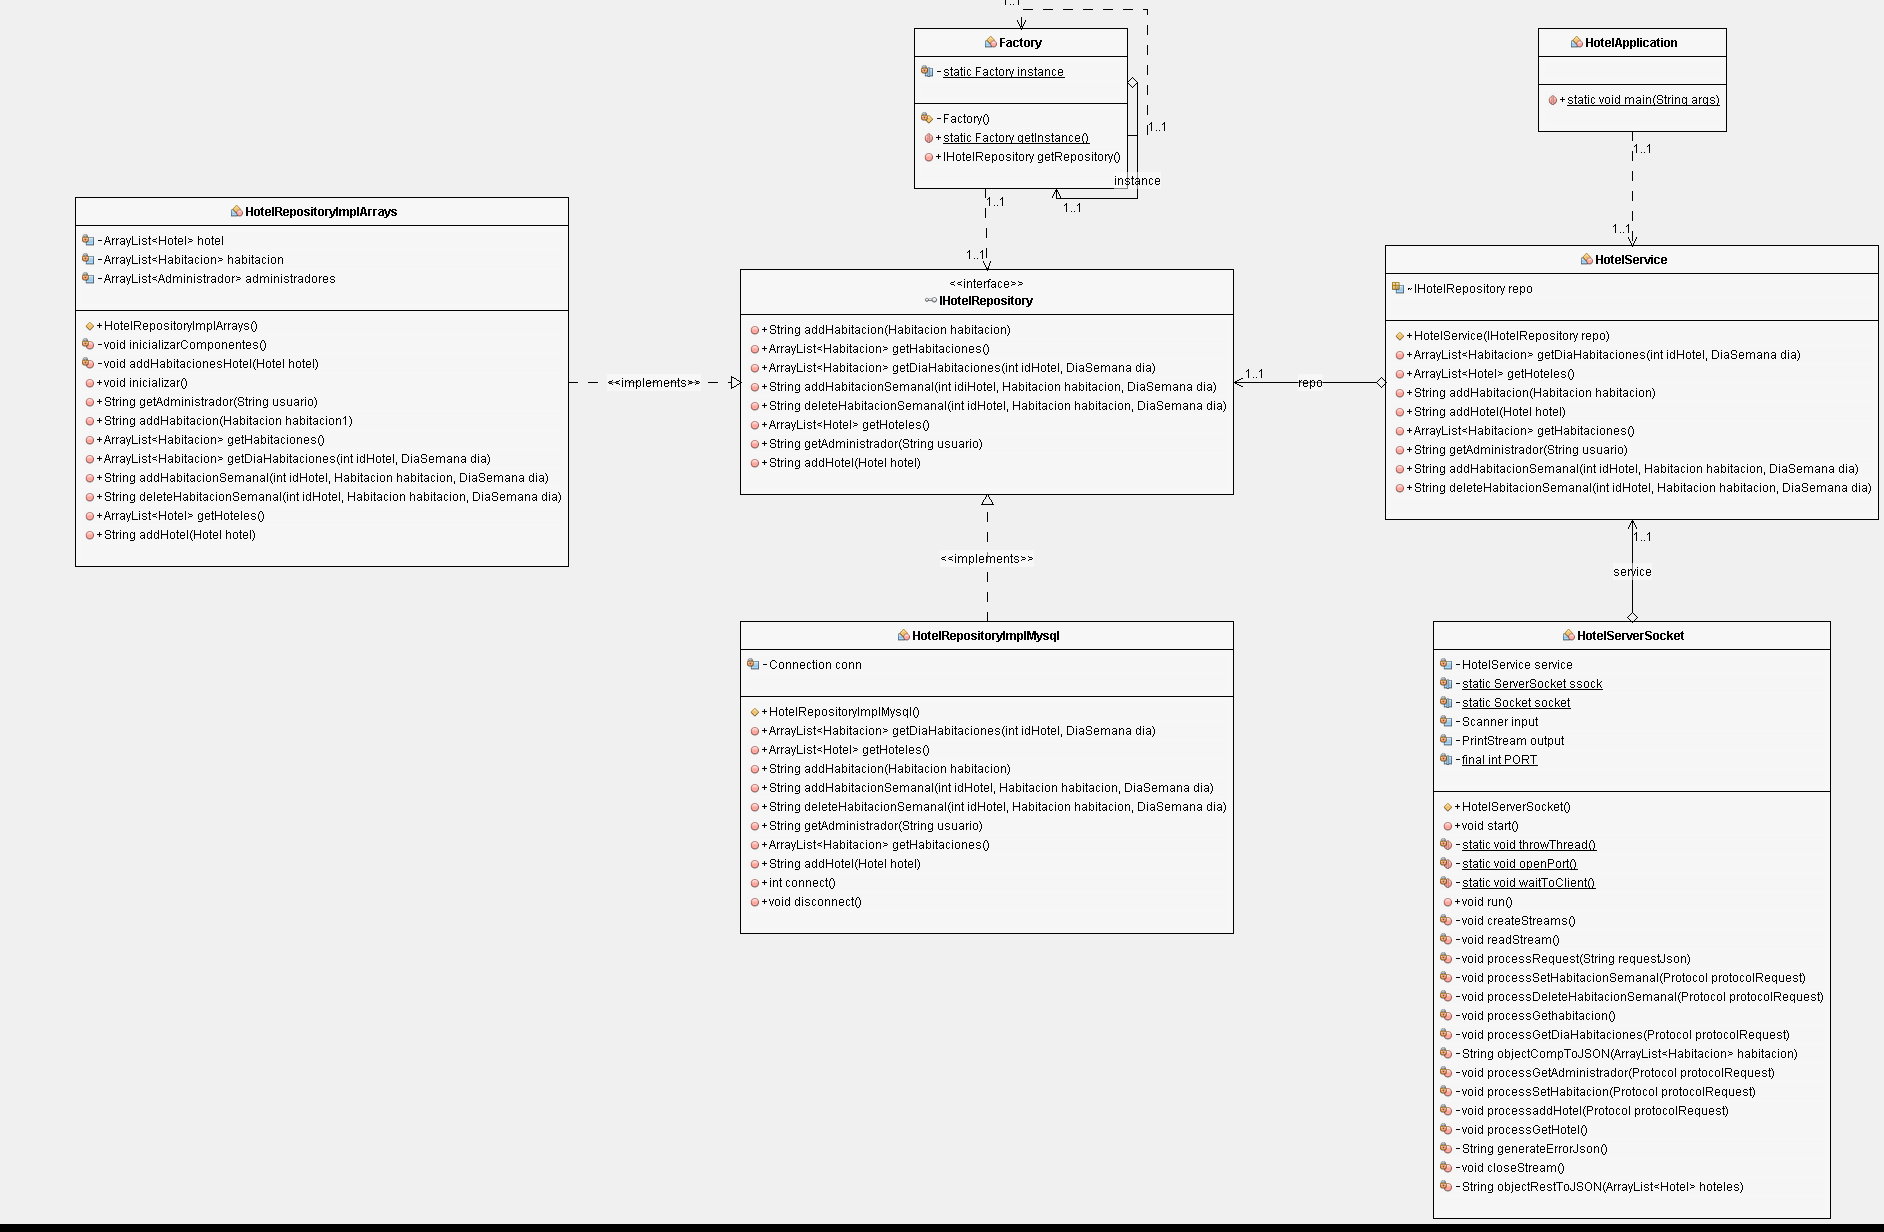 1..1
Factory
-static Factory instance
-Factory()
+static Factory getInstance()
+IHotelRepository getRepository()
1..1
instance
1..1
1..1
1..1
HotelApplication
+static void main(String args)
1..1
1..1
HotelRepositoryImplArrays
-ArrayList<Hotel> hotel
-ArrayList<Habitacion> habitacion
-ArrayList<Administrador> administradores
+HotelRepositoryImplArrays()
-void inicializarComponentes()
-void addHabitacionesHotel(Hotel hotel)
+void inicializar()
+String getAdministrador(String usuario)
+String addHabitacion(Habitacion habitacion1)
+ArrayList<Habitacion> getHabitaciones()
+ArrayList<Habitacion> getDiaHabitaciones(int idHotel, DiaSemana dia)
+String addHabitacionSemanal(int idHotel, Habitacion habitacion, DiaSemana dia)
+String deleteHabitacionSemanal(int idHotel, Habitacion habitacion, DiaSemana dia)
+ArrayList<Hotel> getHoteles()
+String addHotel(Hotel hotel)
<<implements>>
<<interface>>
IHotelRepository
+String addHabitacion(Habitacion habitacion)
+ArrayList<Habitacion> getHabitaciones()
+ArrayList<Habitacion> getDiaHabitaciones(int idHotel, DiaSemana dia)
+String addHabitacionSemanal(int idiHotel, Habitacion habitacion, DiaSemana dia)
+String deleteHabitacionSemanal(int idHotel, Habitacion habitacion, DiaSemana dia)
+ArrayList<Hotel> getHoteles()
+String getAdministrador(String usuario)
+String addHotel(Hotel hotel)
1..1
repo
HotelService
~IHotelRepository repo
+HotelService(IHotelRepository repo)
+ArrayList<Habitacion> getDiaHabitaciones(int idHotel, DiaSemana dia)
+ArrayList<Hotel> getHoteles()
+String addHabitacion(Habitacion habitacion)
+String addHotel(Hotel hotel)
+ArrayList<Habitacion> getHabitaciones()
+String getAdministrador(String usuario)
+String addHabitacionSemanal(int idHotel, Habitacion habitacion, DiaSemana dia)
+String deleteHabitacionSemanal(int idHotel, Habitacion habitacion, DiaSemana dia)
<<implements>>
1..1
service
HotelRepositoryImplMysql
-Connection conn
+HotelRepositoryImplMysql()
+ArrayList<Habitacion> getDiaHabitaciones(int idHotel, DiaSemana dia)
+ArrayList<Hotel> getHoteles()
+String addHabitacion(Habitacion habitacion)
+String addHabitacionSemanal(int idHotel, Habitacion habitacion, DiaSemana dia)
+String deleteHabitacionSemanal(int idHotel, Habitacion habitacion, DiaSemana dia)
+String getAdministrador(String usuario)
+ArrayList<Habitacion> getHabitaciones()
+String addHotel(Hotel hotel)
+int connect()
+void disconnect()
HotelServerSocket
-HotelService service
-static ServerSocket ssock
-static Socket socket
-Scanner input
-PrintStream output
-final int PORT
+HotelServerSocket()
+void start()
-static void throwThread()
-static void openPort()
-static void waitToClient()
+void run()
-void createStreams()
-void readStream()
-void processRequest(String requestJson)
-void processSetHabitacionSemanal(Protocol protocolRequest)
-void processDeleteHabitacionSemanal(Protocol protocolRequest)
-void processGethabitacion()
-void processGetDiaHabitaciones(Protocol protocolRequest)
-String objectCompToJSON(ArrayList<Habitacion> habitacion)
-void processGetAdministrador(Protocol protocolRequest)
-void processSetHabitacion(Protocol protocolRequest)
-void processaddHotel(Protocol protocolRequest)
-void processGetHotel()
-String generateErrorJson()
-void closeStream()
-String objectRestToJSON(ArrayList<Hotel> hoteles)